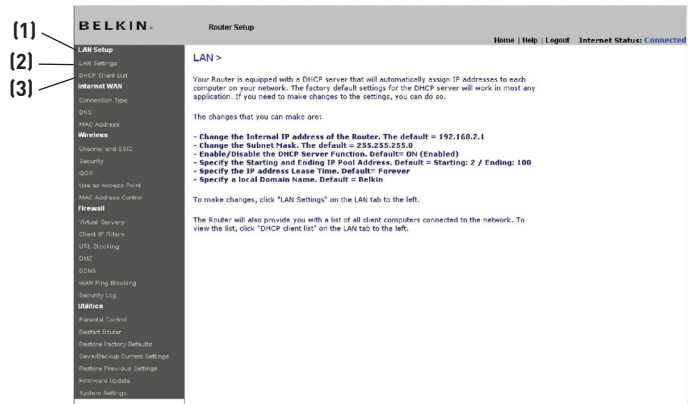 BELKIN®
Router Setup
Home | Help | Logout Internet Status: Connected
(1)
(2)
(3)
LAN Setup
LAN Settings
DHCP Client List
Internet WAN
Connection Type
DNS
MAC Address
Wireless
Channel and SSID
Security
QOS
Use as Access Point
MAC Address Control
Firewall
Virtual Servers
Client IP Filters
URL Blocking
DMZ
DDNS
WAN Ping Blocking
Security Log
Utilities
Parental Control
Restart Router
Restore Factory Defaults
Save/Backup Current Settings
Restore Previous Settings
Firmware Update
System Settings
LAN >
Your Router is equipped with a DHCP server that will automatically assign IP addresses to each
computer on your network. The factory default settings for the DHCP server will work in most any
application. If you need to make changes to the settings, you can do so.
The changes that you can make are:
- Change the Internal IP address of the Router. The default = 192.168.2.1
- Change the Subnet Mask. The default = 255.255.255.0
- Enable/Disable the DHCP Server Function. Default= ON (Enabled)
- Specify the Starting and Ending IP Pool Address. Default = Starting: 2 / Ending: 100
- Specify the IP address Lease Time. Default= Forever
- Specify a local Domain Name. Default = Belkin
To make changes, click "LAN Settings" on the LAN tab to the left.
The Router will also provide you with a list of all client computers connected to the network. To
view the list, click "DHCP client list" on the LAN tab to the left.